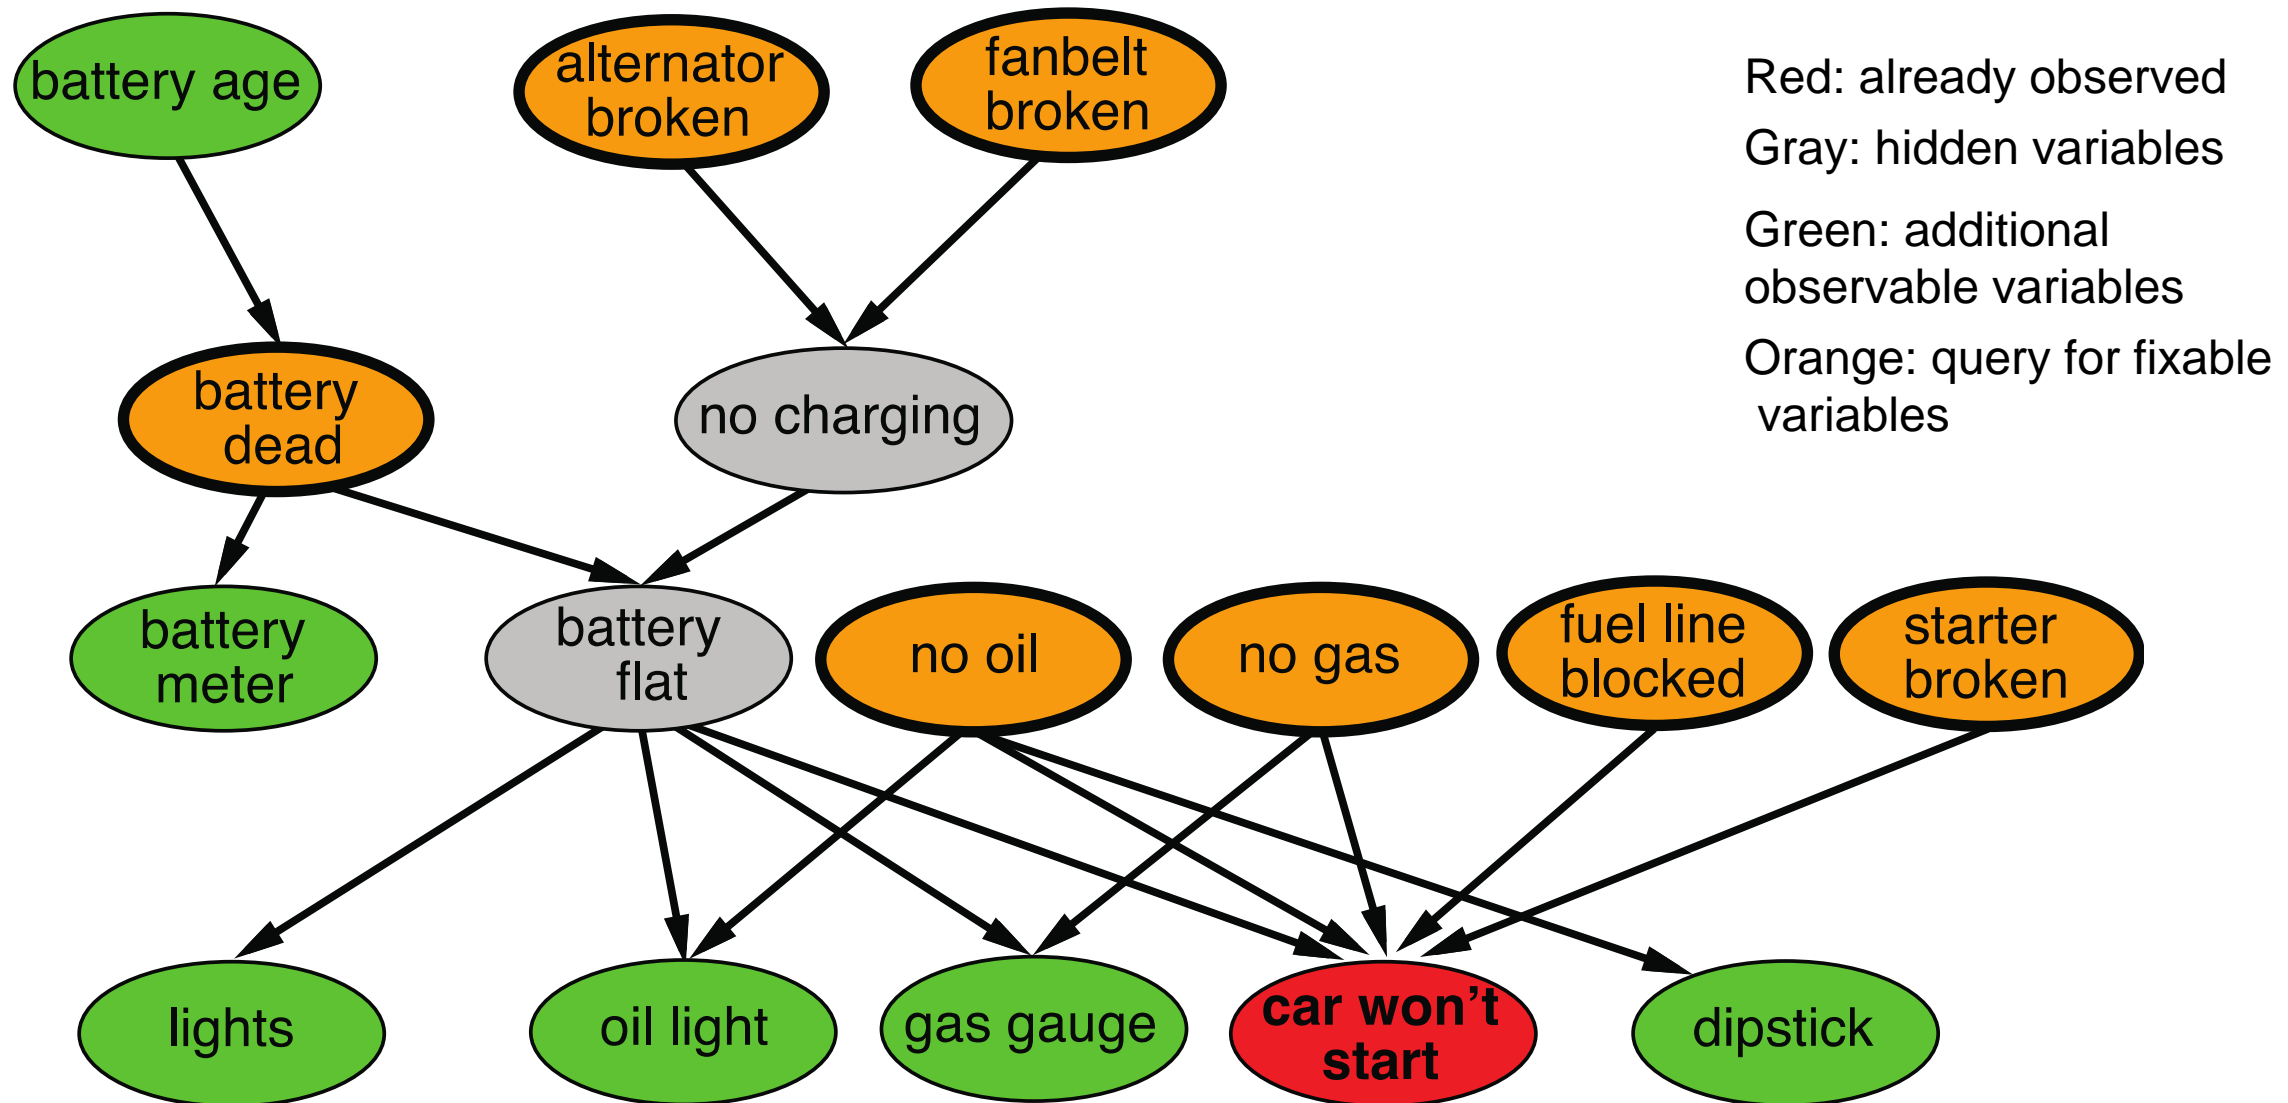 battery age
alternator
broken
fanbelt
broken
Red: already observed
Gray: hidden variables
Green: additional
observable variables
Orange: query for fixable
variables
battery
dead
no charging
battery
meter
battery
flat
no oil
no gas
fuel line
blocked
starter
broken
lights
oil light
gas gauge
car won't
start
dipstick